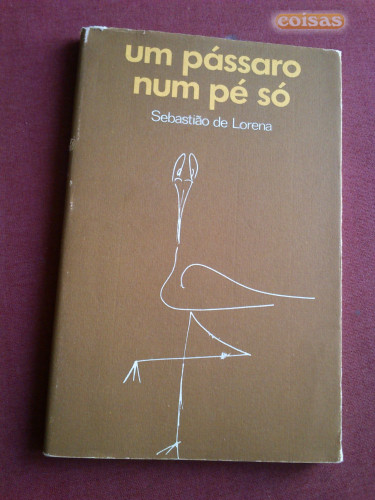 coisas
um pássaro
num pé só
Sebastião de Lorena